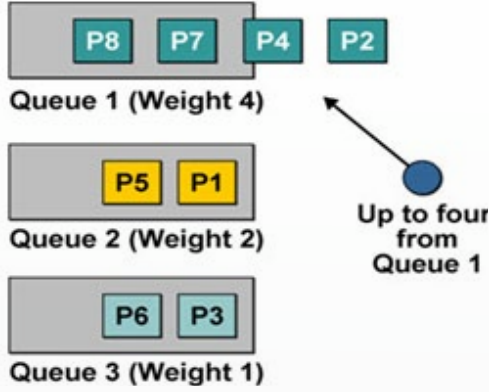 P8 P7 P4 P2
Queue 1 (Weight 4)
P5 P1
Queue 2 (Weight 2)
Up to four
from
Queue 1
P6 P3
Queue 3 (Weight 1)